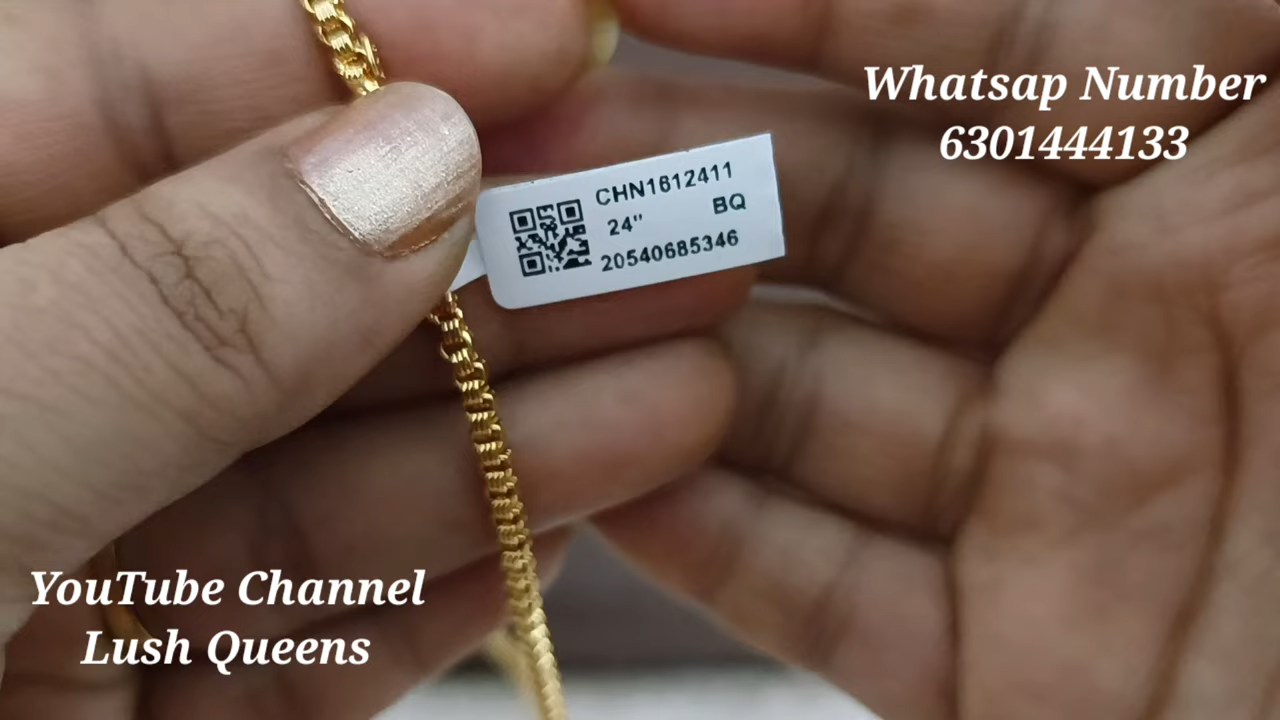 Whatsap Number
6301444133
CHN1612411
24" BQ
20540685346
YouTube Channel
Lush Queens